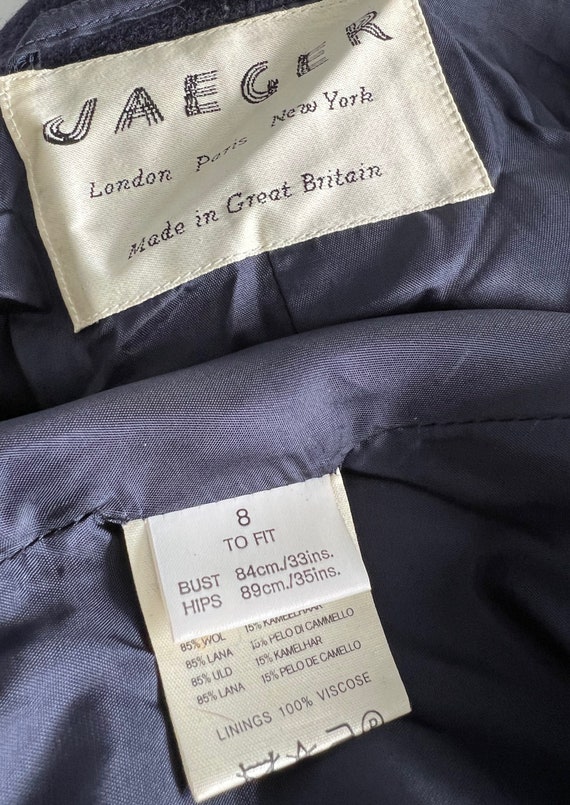 JAEGER
London Paris New York
Made in Great Britain
8
TO FIT
BUST 84cm./33ins.
HIPS 89cm./35ins.
85% WOL 15% KAMEELHAAR
85% LANA 15% PELO DI CAMMELLO
85% ULD 15% KAMELHAR
85% LANA 15% PELO DE CAMELLO
LININGS 100% VISCOSE
P